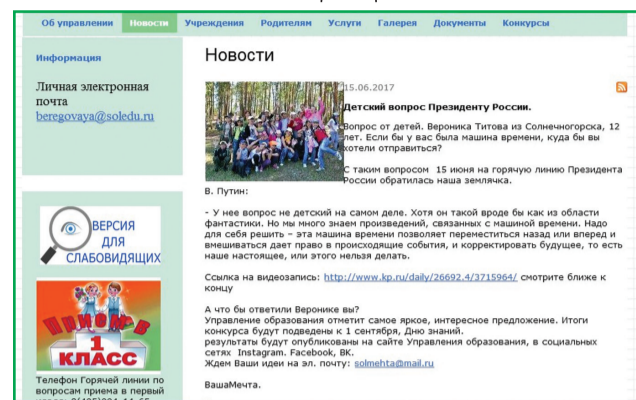 Об управлении Новости Учреждения Родителям Услуги Галерея Документы Конкурсы
Информация
Личная электронная
почта
beregovaya@soledu.ru
ВЕРСИЯ
ДЛЯ
СЛАБОВИДЯЩИХ
ПРИЕМ В
1
КЛАСС
Телефон Горячей линии по
вопросам приема в первый
Новости
15.06.2017
Детский вопрос Президенту России.
Вопрос от детей. Вероника Титова из Солнечногорска, 12
лет. Если бы у вас была машина времени, куда бы вы
хотели отправиться?
С таким вопросом 15 июня на горячую линию Президента
России обратилась наша землячка.
В. Путин:
- У нее вопрос не детский на самом деле. Хотя он такой вроде бы как из области
фантастики. Но мы много знаем произведений, связанных с машиной времени. Надо
для себя решить – эта машина времени позволяет переместиться назад или вперед и
вмешиваться дает право в происходящие события, и корректировать будущее, то есть
наше настоящее, или этого нельзя делать.
Ссылка на видеозапись: http://www.kp.ru/daily/26692.4/3715964/ смотрите ближе к
концу
А что бы ответили Веронике вы?
Управление образования отметит самое яркое, интересное предложение. Итоги
конкурса будут подведены к 1 сентября, Дню знаний.
результаты будут опубликованы на сайте Управления образования, в социальных
сетях Instagram. Facebook, ВК.
Ждем Ваши идеи на эл. почту: solmehta@mail.ru
ВашаМечта.